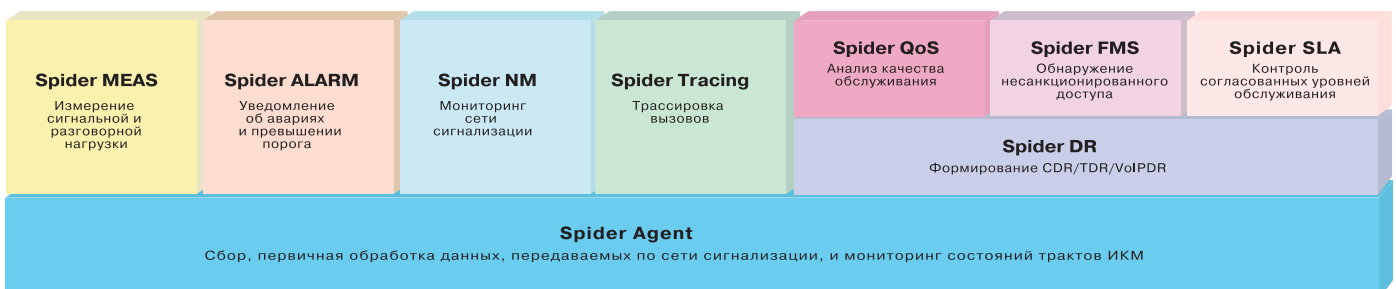 Spider MEAS
Измерение
сигнальной и
разговорной
нагрузки
Spider ALARM
Уведомление
об авариях
и превышении
порога
Spider NM
Мониторинг
сети
сигнализации
Spider Tracing
Трассировка
вызовов
Spider QoS
Анализ качества
обслуживания
Spider FMS
Обнаружение
несанкционированного
доступа
Spider SLA
Контроль
согласованных уровней
обслуживания
Spider DR
Формирование CDR/TDR/VoIPDR
Spider Agent
Сбор, первичная обработка данных, передаваемых по сети сигнализации, и мониторинг состояний трактов ИКМ